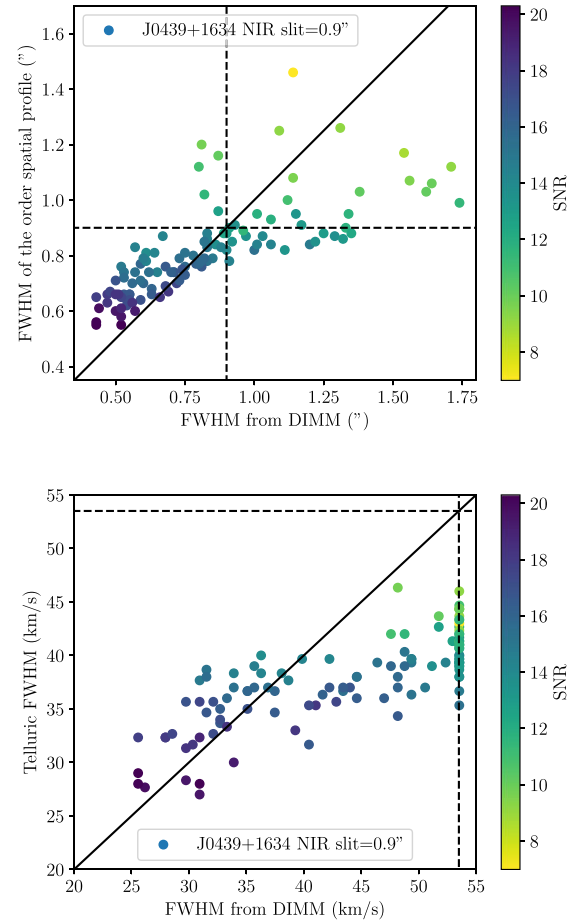 J0439+1634 NIR slit=0.9”
1.6
1.4
1.2
1.0
0.8
0.6
0.4
FWHM of the order spatial profile (”)
0.50 0.75 1.00 1.25 1.50 1.75
FWHM from DIMM (”)
20
18
16
14
12
10
8
SNR
55
50
45
40
35
30
25
20
Telluric FWHM (km/s)
J0439+1634 NIR slit=0.9”
20 25 30 35 40 45 50 55
FWHM from DIMM (km/s)
20
18
16
14
12
10
8
SNR